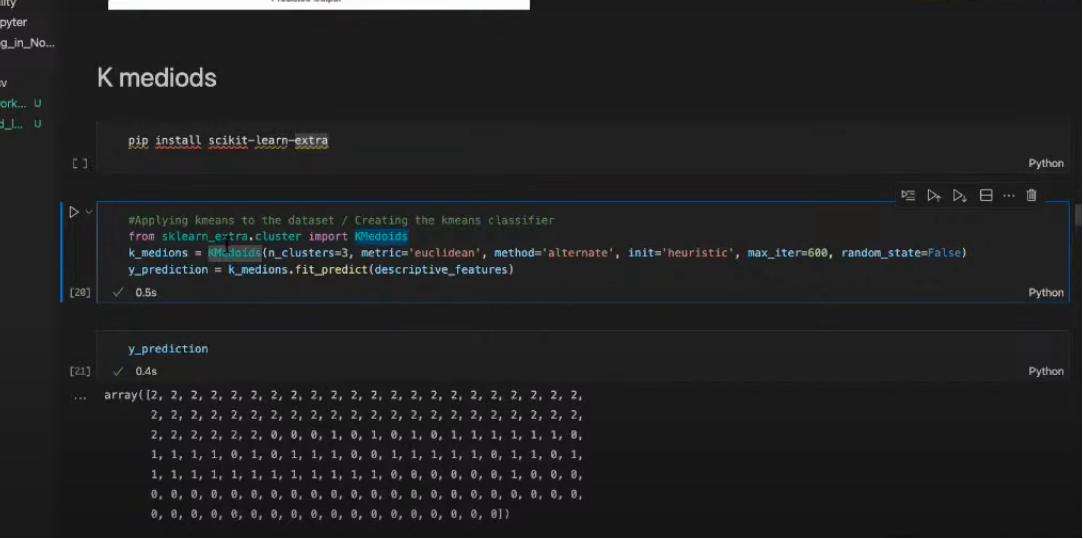 pyter
g_in_No...
K mediods
ork... U
d_l... U
pip install scikit-learn-extra
[ ]
Python
#Applying kmeans to the dataset / Creating the kmeans classifier
from sklearn_extra.cluster import KMedoids
k_medions = KMedoids(n_clusters=3, metric='euclidean', method='alternate', init='heuristic', max_iter=600, random_state=False)
y_prediction = k_medions.fit_predict(descriptive_features)
[20] ✓ 0.5s
Python
y_prediction
[21] ✓ 0.4s
Python
... array([2, 2, 2, 2, 2, 2, 2, 2, 2, 2, 2, 2, 2, 2, 2, 2, 2, 2, 2, 2, 2, 2,
2, 2, 2, 2, 2, 2, 2, 2, 2, 2, 2, 2, 2, 2, 2, 2, 2, 2, 2, 2, 2, 2,
2, 2, 2, 2, 2, 2, 0, 0, 0, 1, 0, 1, 0, 1, 0, 1, 1, 1, 1, 1, 1, 0,
1, 1, 1, 1, 0, 1, 0, 1, 1, 1, 0, 0, 1, 1, 1, 1, 1, 0, 1, 1, 0, 1,
1, 1, 1, 1, 1, 1, 1, 1, 1, 1, 1, 1, 0, 0, 0, 0, 0, 0, 1, 0, 0, 0,
0, 0, 0, 0, 0, 0, 0, 0, 0, 0, 0, 0, 0, 0, 0, 0, 0, 0, 0, 0, 0, 0,
0, 0, 0, 0, 0, 0, 0, 0, 0, 0, 0, 0, 0, 0, 0, 0, 0, 0])